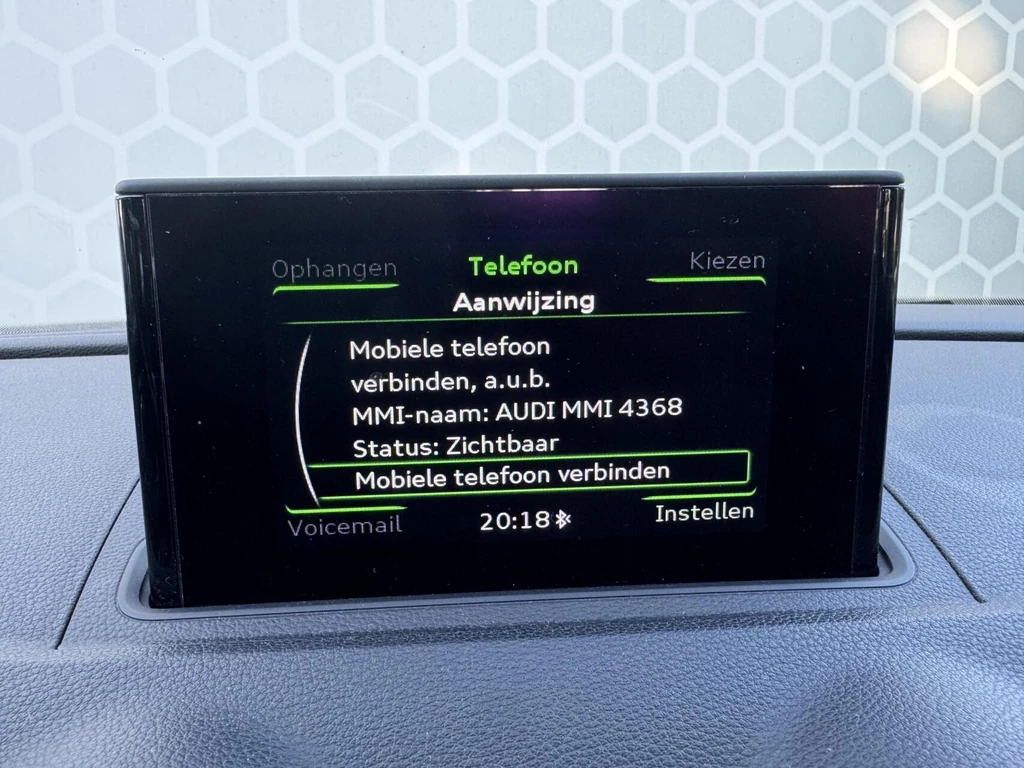 Ophangen Telefoon Kiezen
Aanwijzing
Mobiele telefoon
verbinden, a.u.b.
MMI-naam: AUDI MMI 4368
Status: Zichtbaar
Mobiele telefoon verbinden
Voicemail 20:18 Instellen